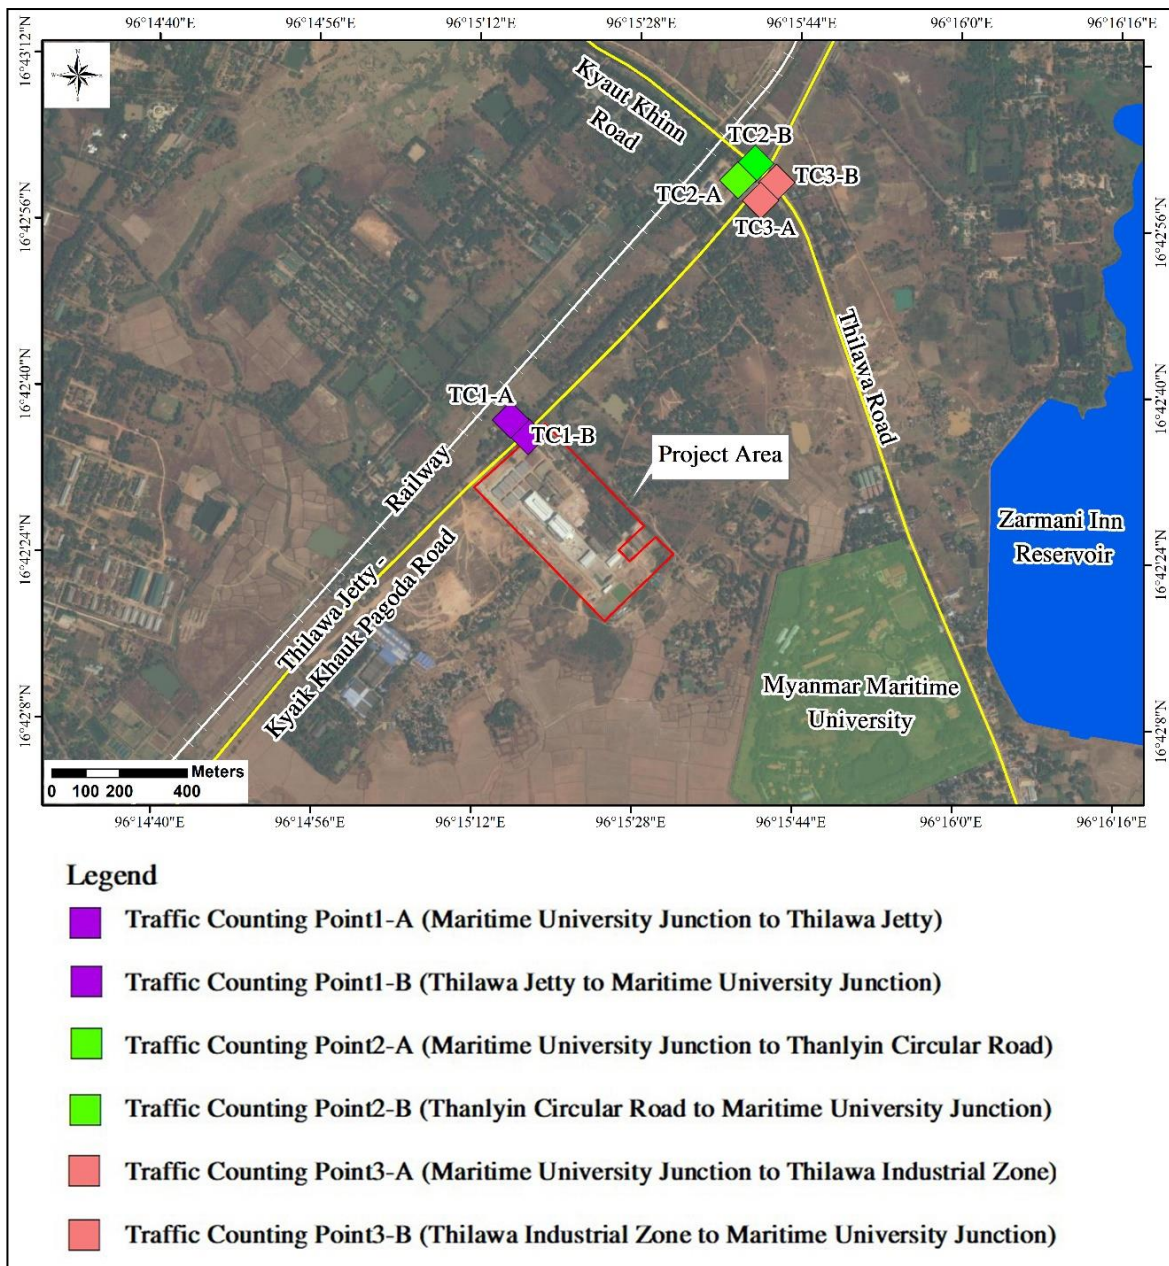 96°14'40"E 96°14'56"E 96°15'12"E 96°15'28"E 96°15'44"E 96°16'0"E 96°16'16"E
16°43'12"N
N
W E
S
Kyaut Khinn
Road
TC2-B
TC2-A
TC3-B
TC3-A
16°42'56"N
16°42'56"N
Thilawa Road
16°42'40"N
16°42'40"N
TC1-A
TC1-B
Project Area
Railway
Thilawa Jetty -
Kyaik Khauk Pagoda Road
Zarmani Inn
Reservoir
16°42'24"N
16°42'24"N
Myanmar Maritime
University
16°42'8"N
16°42'8"N
Meters
0 100 200 400
96°14'40"E 96°14'56"E 96°15'12"E 96°15'28"E 96°15'44"E 96°16'0"E 96°16'16"E
Legend
Traffic Counting Point1-A (Maritime University Junction to Thilawa Jetty)
Traffic Counting Point1-B (Thilawa Jetty to Maritime University Junction)
Traffic Counting Point2-A (Maritime University Junction to Thanlyin Circular Road)
Traffic Counting Point2-B (Thanlyin Circular Road to Maritime University Junction)
Traffic Counting Point3-A (Maritime University Junction to Thilawa Industrial Zone)
Traffic Counting Point3-B (Thilawa Industrial Zone to Maritime University Junction)